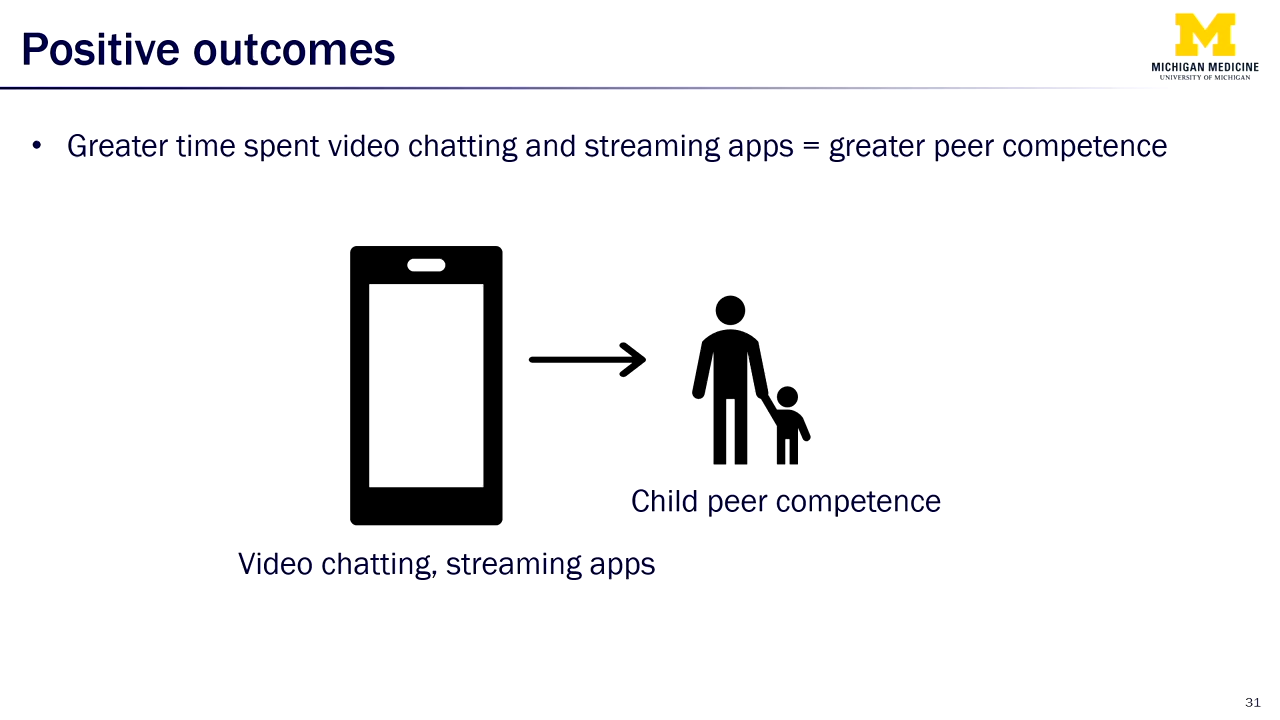 Positive outcomes
MICHIGAN MEDICINE
UNIVERSITY OF MICHIGAN
• Greater time spent video chatting and streaming apps = greater peer competence
Child peer competence
Video chatting, streaming apps
31